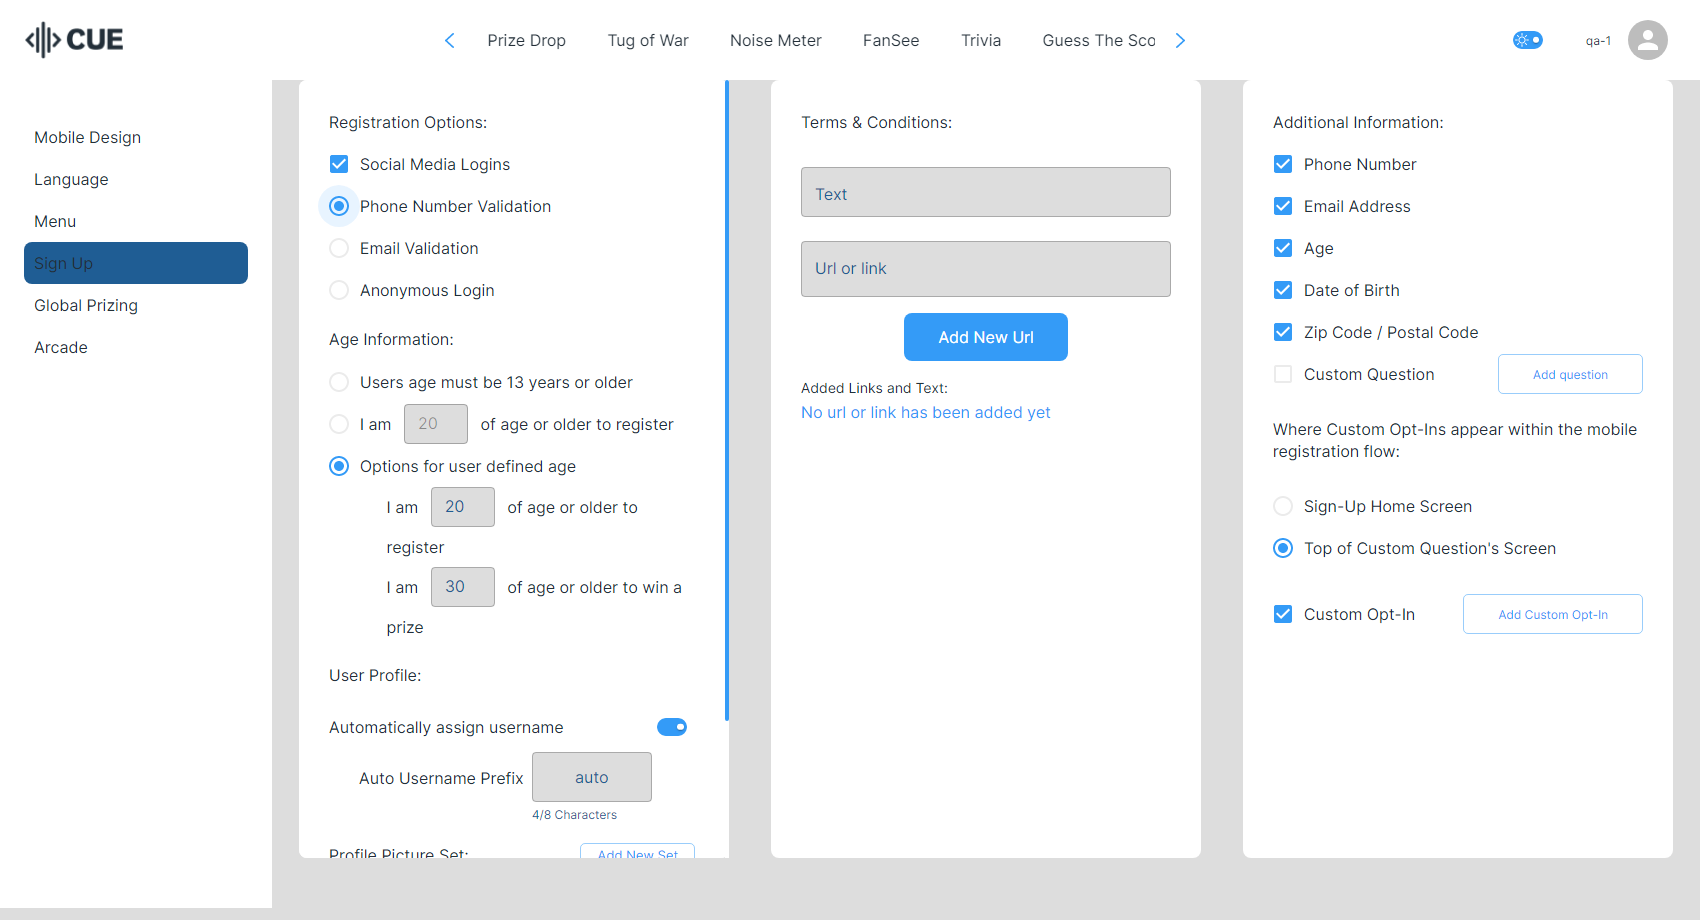 CUE
Prize Drop
Tug of War
Noise Meter
FanSee
Trivia
Guess The Sco
qa-1
Mobile Design
Language
Menu
Sign Up
Global Prizing
Arcade
Registration Options:
Social Media Logins
Phone Number Validation
Email Validation
Anonymous Login
Age Information:
Users age must be 13 years or older
I am 20 of age or older to register
Options for user defined age
I am 20 of age or older to
register
I am 30 of age or older to win a
prize
User Profile:
Automatically assign username
Auto Username Prefix auto
4/8 Characters
Profile Picture Set: Add New Set
Terms & Conditions:
Text
Url or link
Add New Url
Added Links and Text:
No url or link has been added yet
Additional Information:
Phone Number
Email Address
Age
Date of Birth
Zip Code / Postal Code
Custom Question Add question
Where Custom Opt-Ins appear within the mobile
registration flow:
Sign-Up Home Screen
Top of Custom Question's Screen
Custom Opt-In Add Custom Opt-In